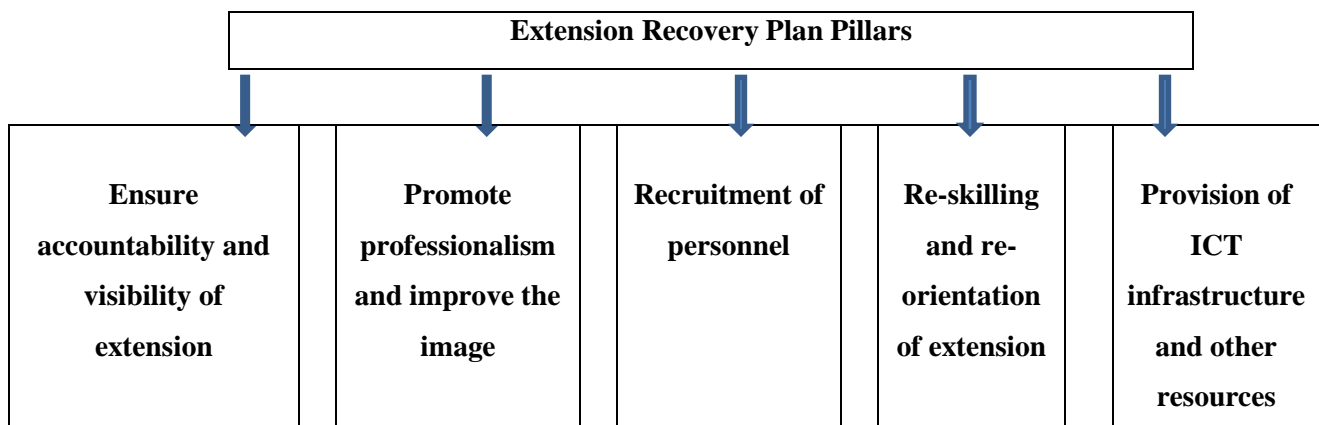 Extension Recovery Plan Pillars
Ensure
accountability and
visibility of
extension
Promote
professionalism
and improve the
image
Recruitment of
personnel
Re-skilling
and re-
orientation
of extension
Provision of
ICT
infrastructure
and other
resources